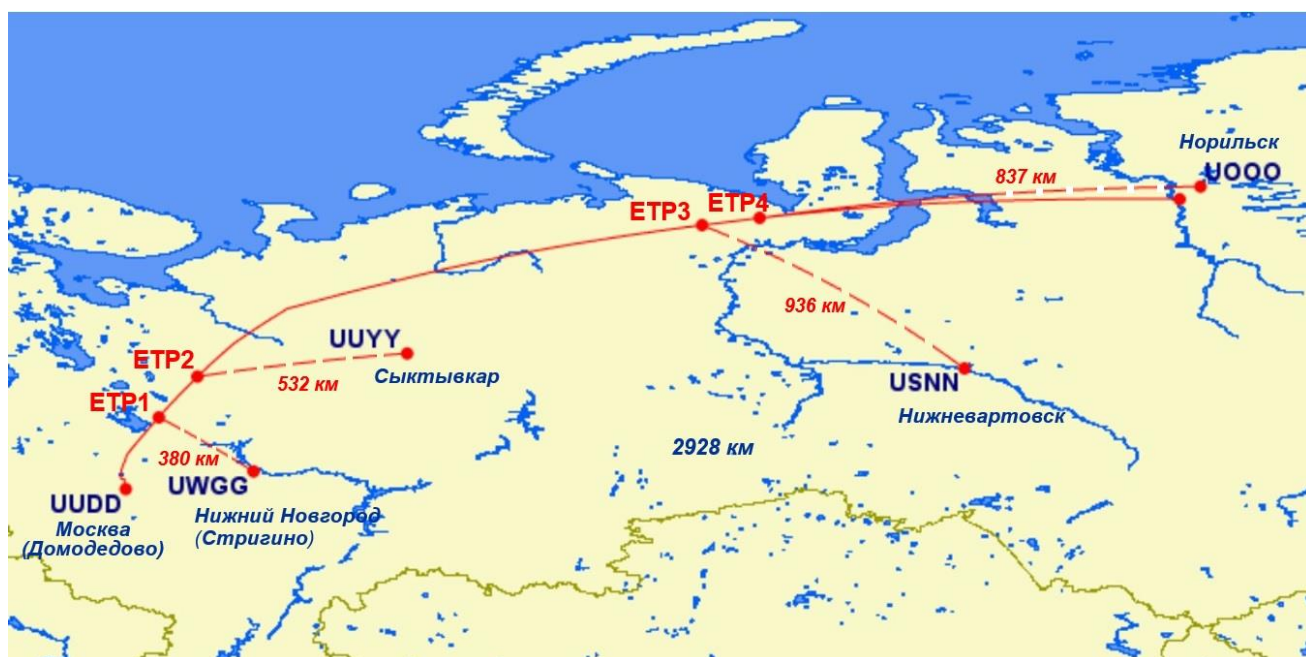 Норильск
UOOO
837 км
ETP4
ETP3
936 км
UUYY
Сыктывкар
ETP2
532 км
ETP1
380 км
USNN
Нижневартовск
2928 км
UWGG
Нижний Новгород
(Стригино)
UUDD
Москва
(Домодедово)